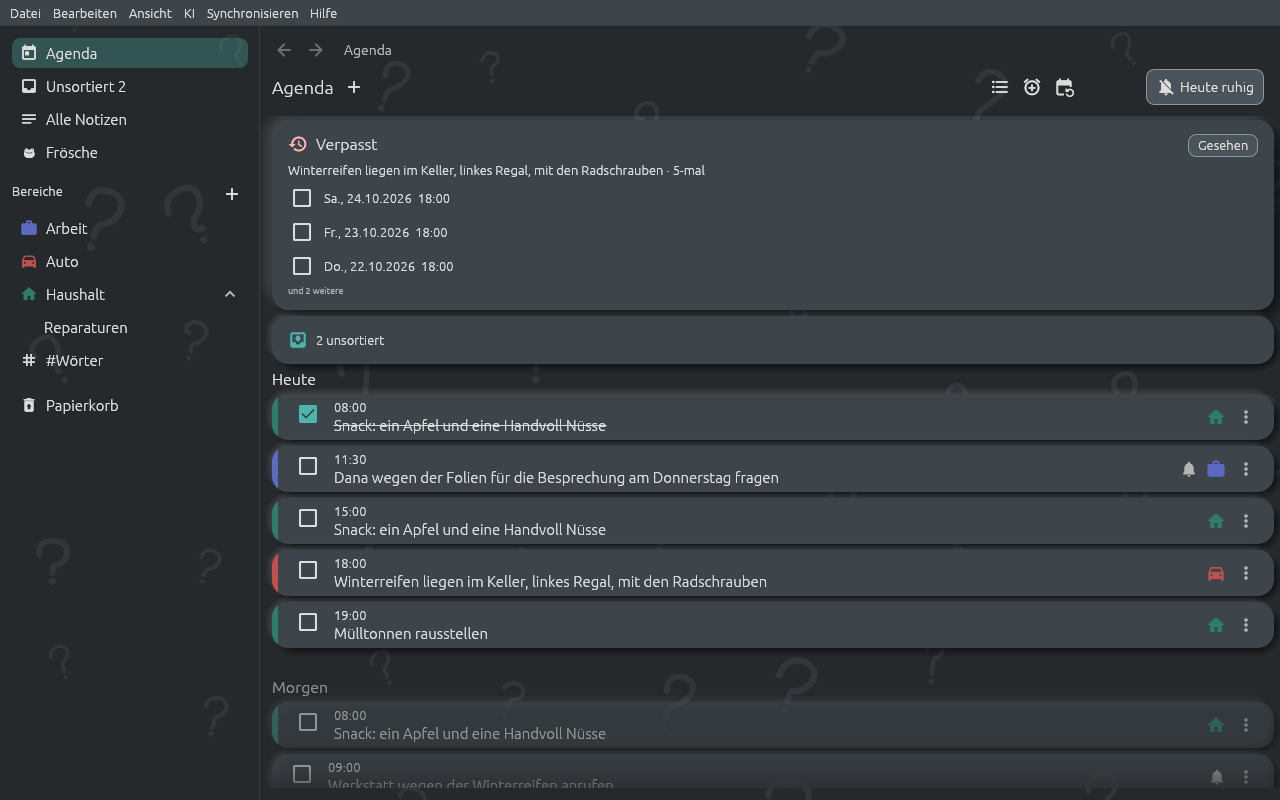 Datei Bearbeiten Ansicht KI Synchronisieren Hilfe
Agenda
Unsortiert 2
Alle Notizen
Frösche
Bereiche
Arbeit
Auto
Haushalt
Reparaturen
#Wörter
Papierkorb
Agenda
Agenda
Heute ruhig
Verpasst
Gesehen
Winterreifen liegen im Keller, linkes Regal, mit den Radschrauben · 5-mal
Sa., 24.10.2026 18:00
Fr., 23.10.2026 18:00
Do., 22.10.2026 18:00
und 2 weitere
2 unsortiert
Heute
08:00
Snack: ein Apfel und eine Handvoll Nüsse
11:30
Dana wegen der Folien für die Besprechung am Donnerstag fragen
15:00
Snack: ein Apfel und eine Handvoll Nüsse
18:00
Winterreifen liegen im Keller, linkes Regal, mit den Radschrauben
19:00
Mülltonnen rausstellen
Morgen
08:00
Snack: ein Apfel und eine Handvoll Nüsse
09:00
Werkstatt wegen der Winterreifen anrufen